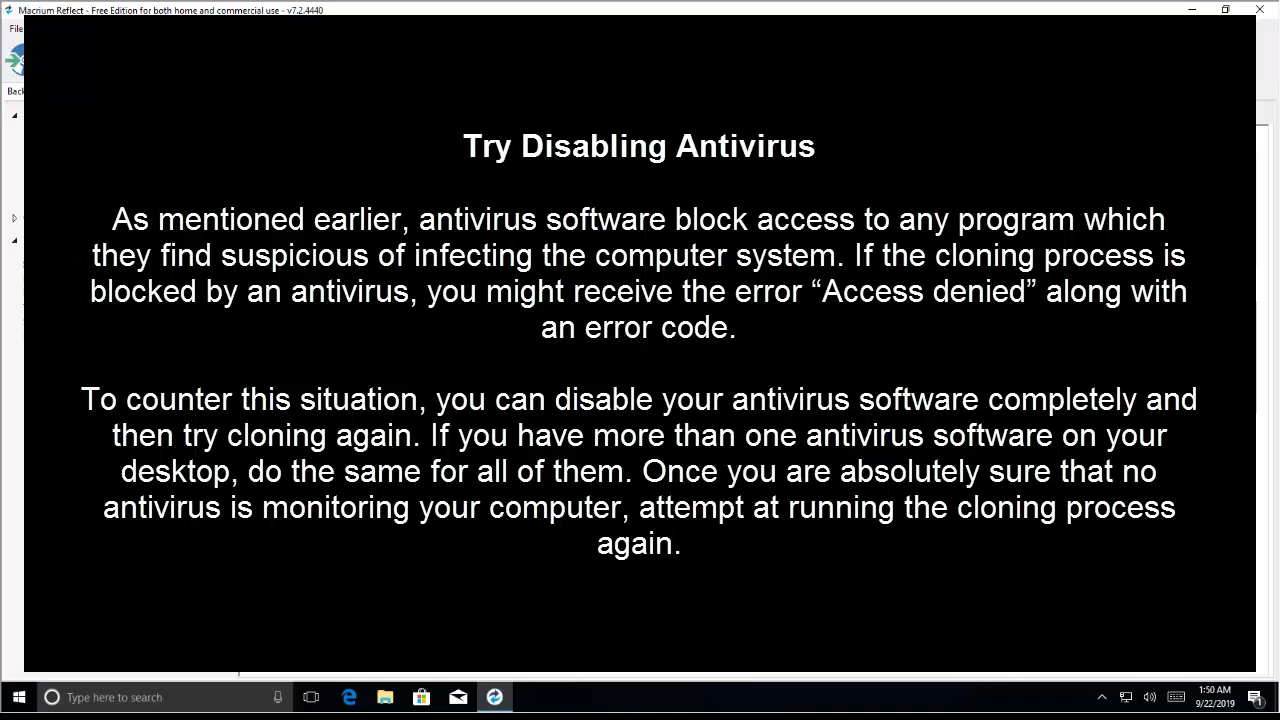 Macrium Reflect - Free Edition for both home and commercial use - v7.2.4440
File
Back
Try Disabling Antivirus
As mentioned earlier, antivirus software block access to any program which
they find suspicious of infecting the computer system. If the cloning process is
blocked by an antivirus, you might receive the error “Access denied” along with
an error code.
To counter this situation, you can disable your antivirus software completely and
then try cloning again. If you have more than one antivirus software on your
desktop, do the same for all of them. Once you are absolutely sure that no
antivirus is monitoring your computer, attempt at running the cloning process
again.
Type here to search
1:50 AM
9/22/2019
1